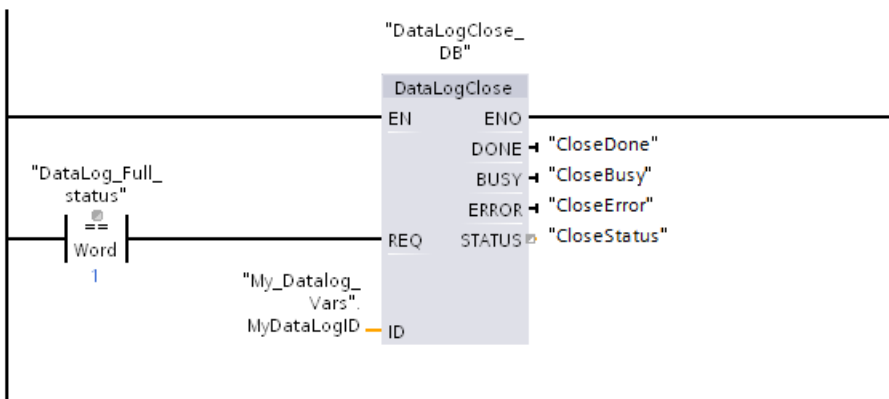 "DataLogClose_
DB"
DataLogClose
EN ENO
DONE "CloseDone"
BUSY "CloseBusy"
ERROR "CloseError"
"DataLog_Full_
status"
==
Word
1
REQ STATUS "CloseStatus"
"My_Datalog_
Vars".
MyDataLogID ID